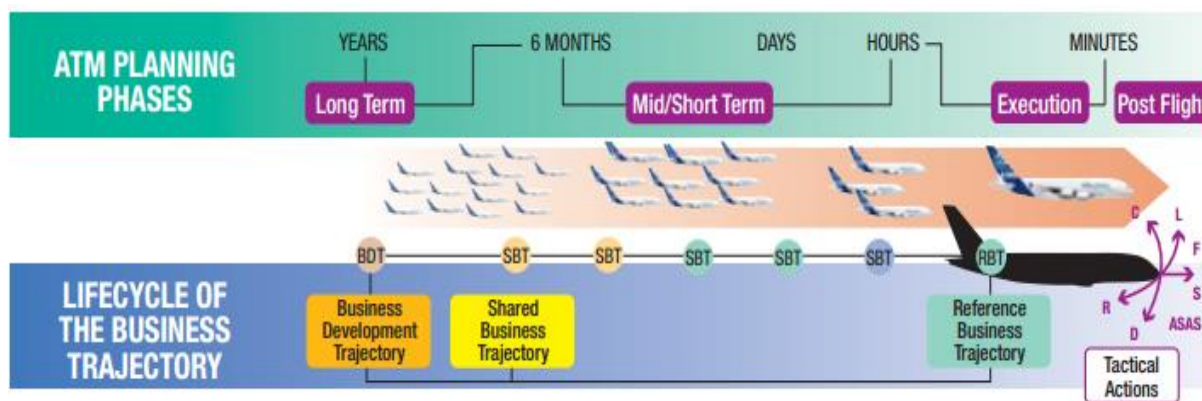 ATM PLANNING
PHASES
YEARS
6 MONTHS
DAYS
HOURS
MINUTES
Long Term
Mid/Short Term
Execution
Post Fligh
BDT
SBT
SBT
SBT
SBT
SBT
RBT
LIFECYCLE OF
THE BUSINESS
TRAJECTORY
Business
Development
Trajectory
Shared
Business
Trajectory
Reference
Business
Trajectory
C
L
F
S
R
D
ASAS
Tactical
Actions